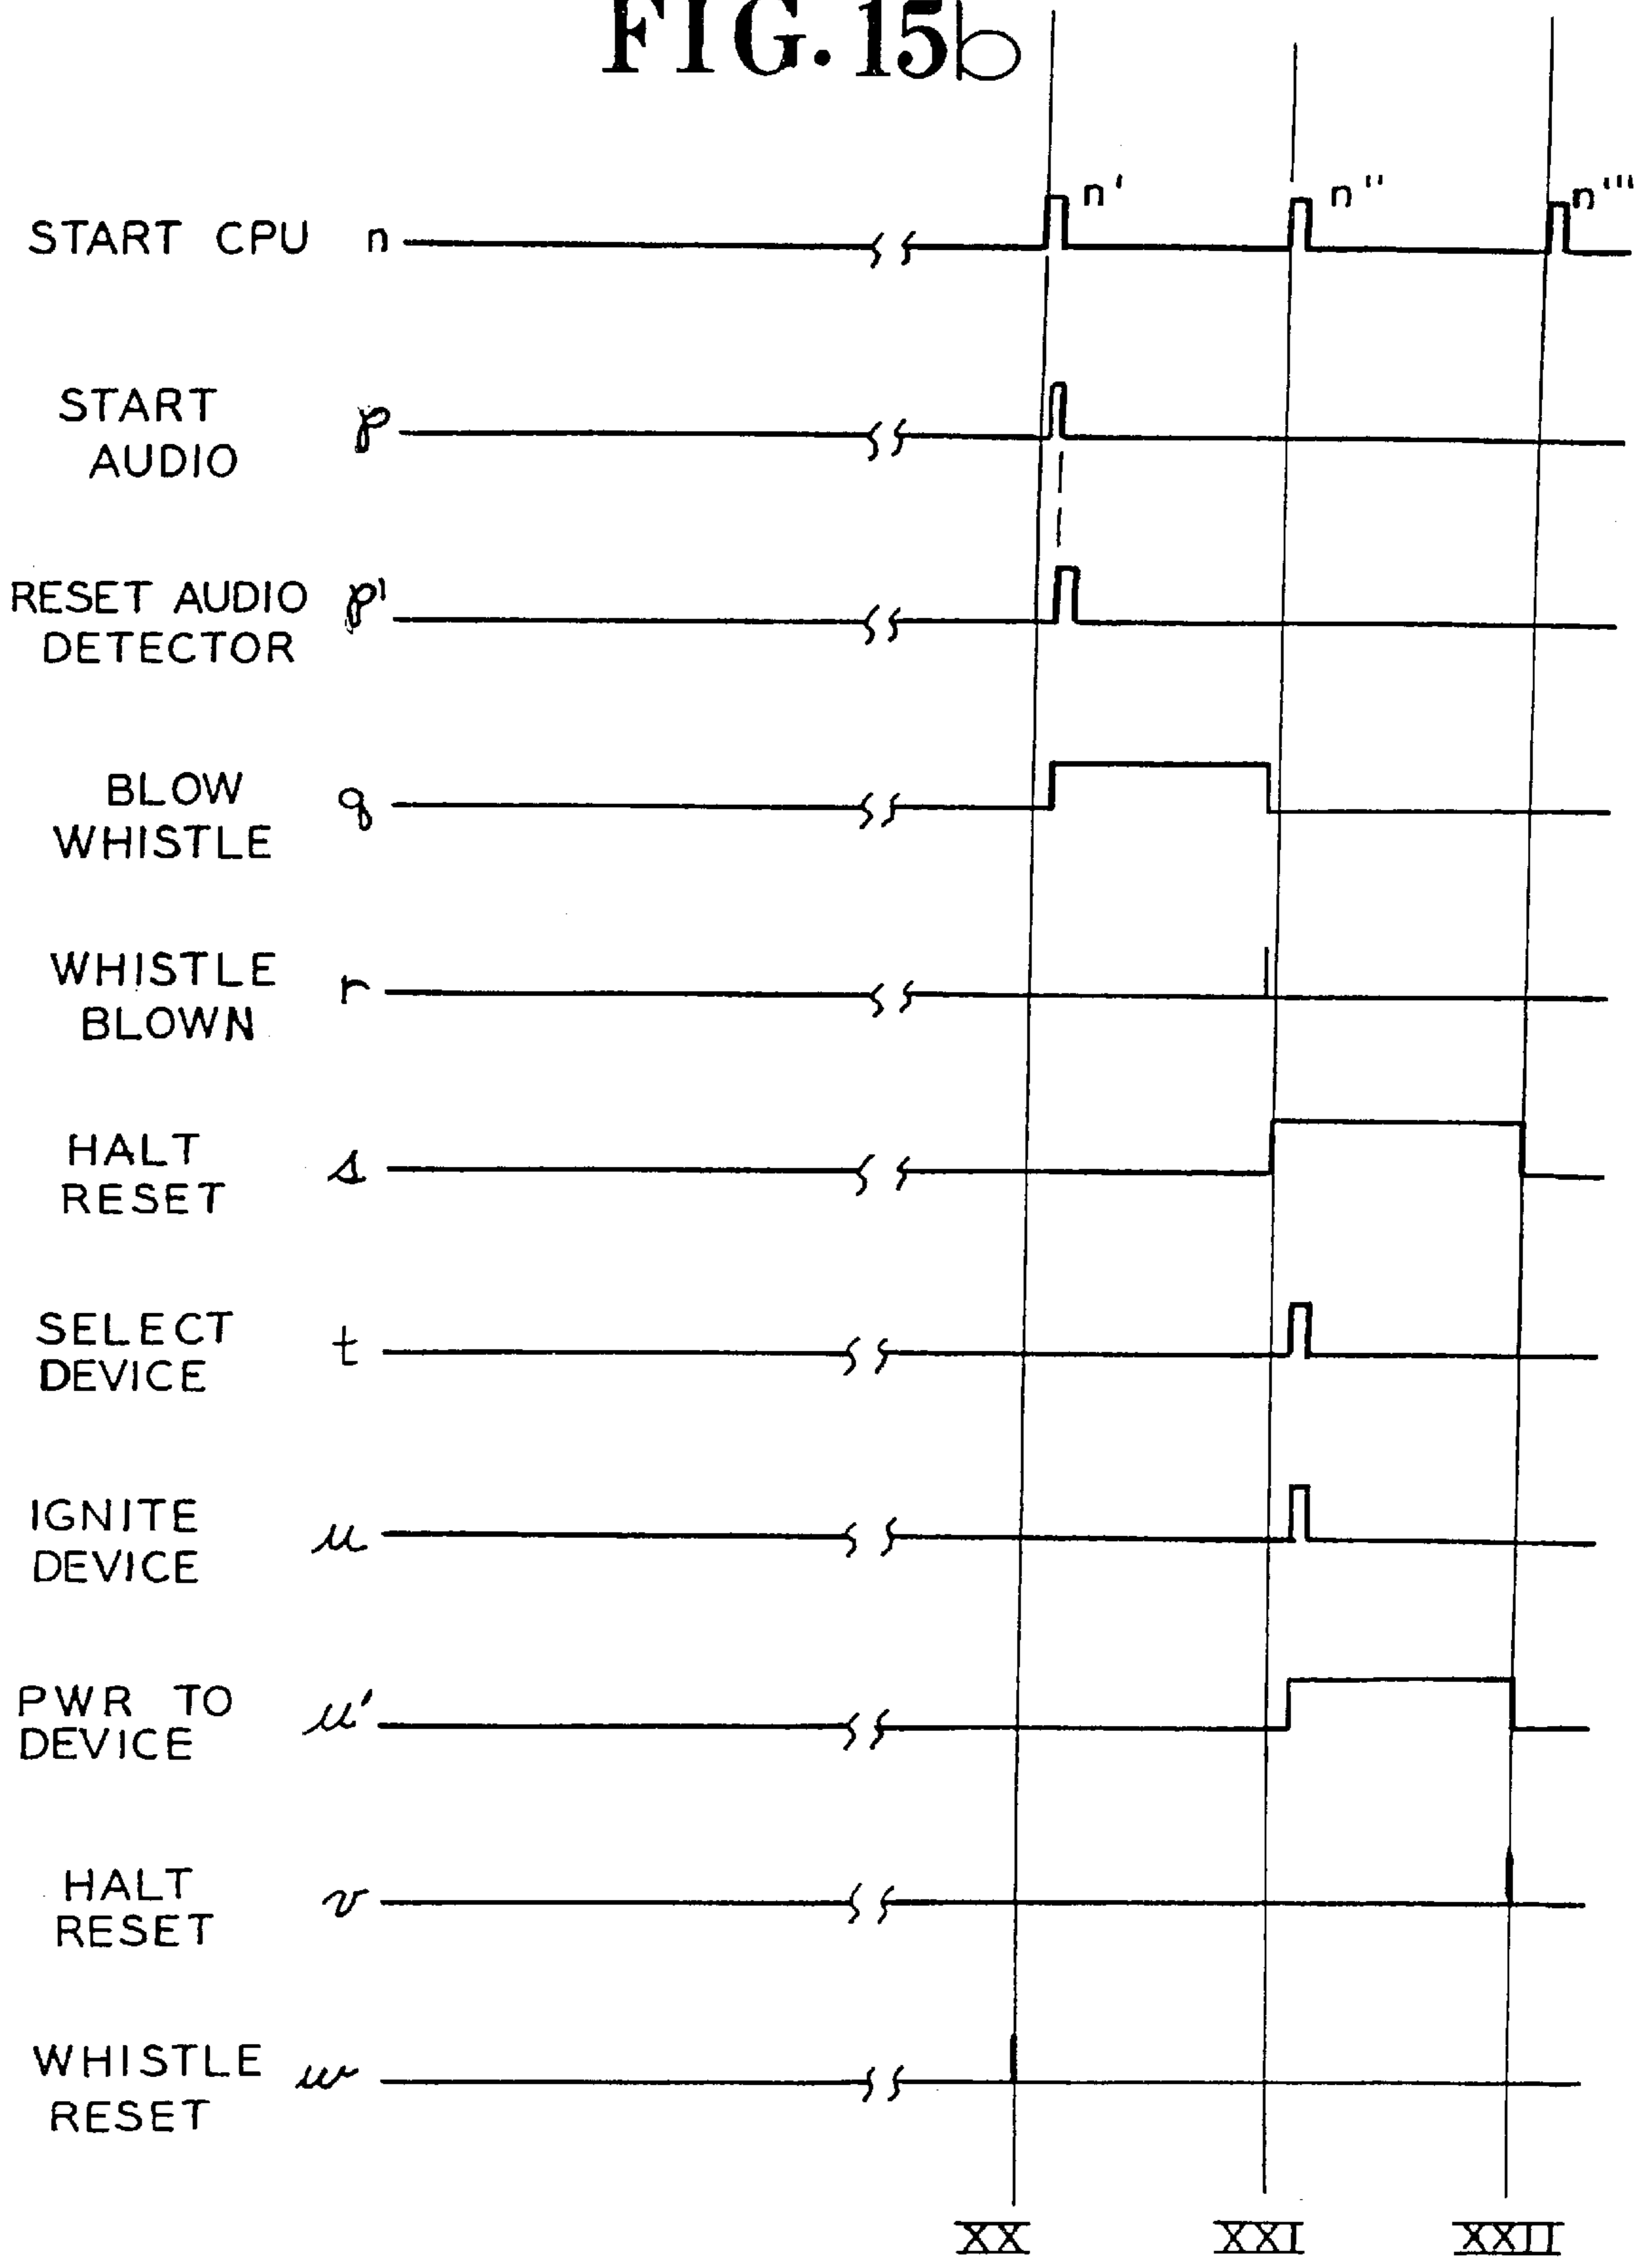 FIG. 15b
n' n'' n'''
START CPU n
START p
AUDIO
RESET AUDIO p'
DETECTOR
BLOW q
WHISTLE
WHISTLE r
BLOWN
HALT s
RESET
SELECT t
DEVICE
IGNITE u
DEVICE
PWR TO u'
DEVICE
HALT v
RESET
WHISTLE w
RESET
XX XXI XXII